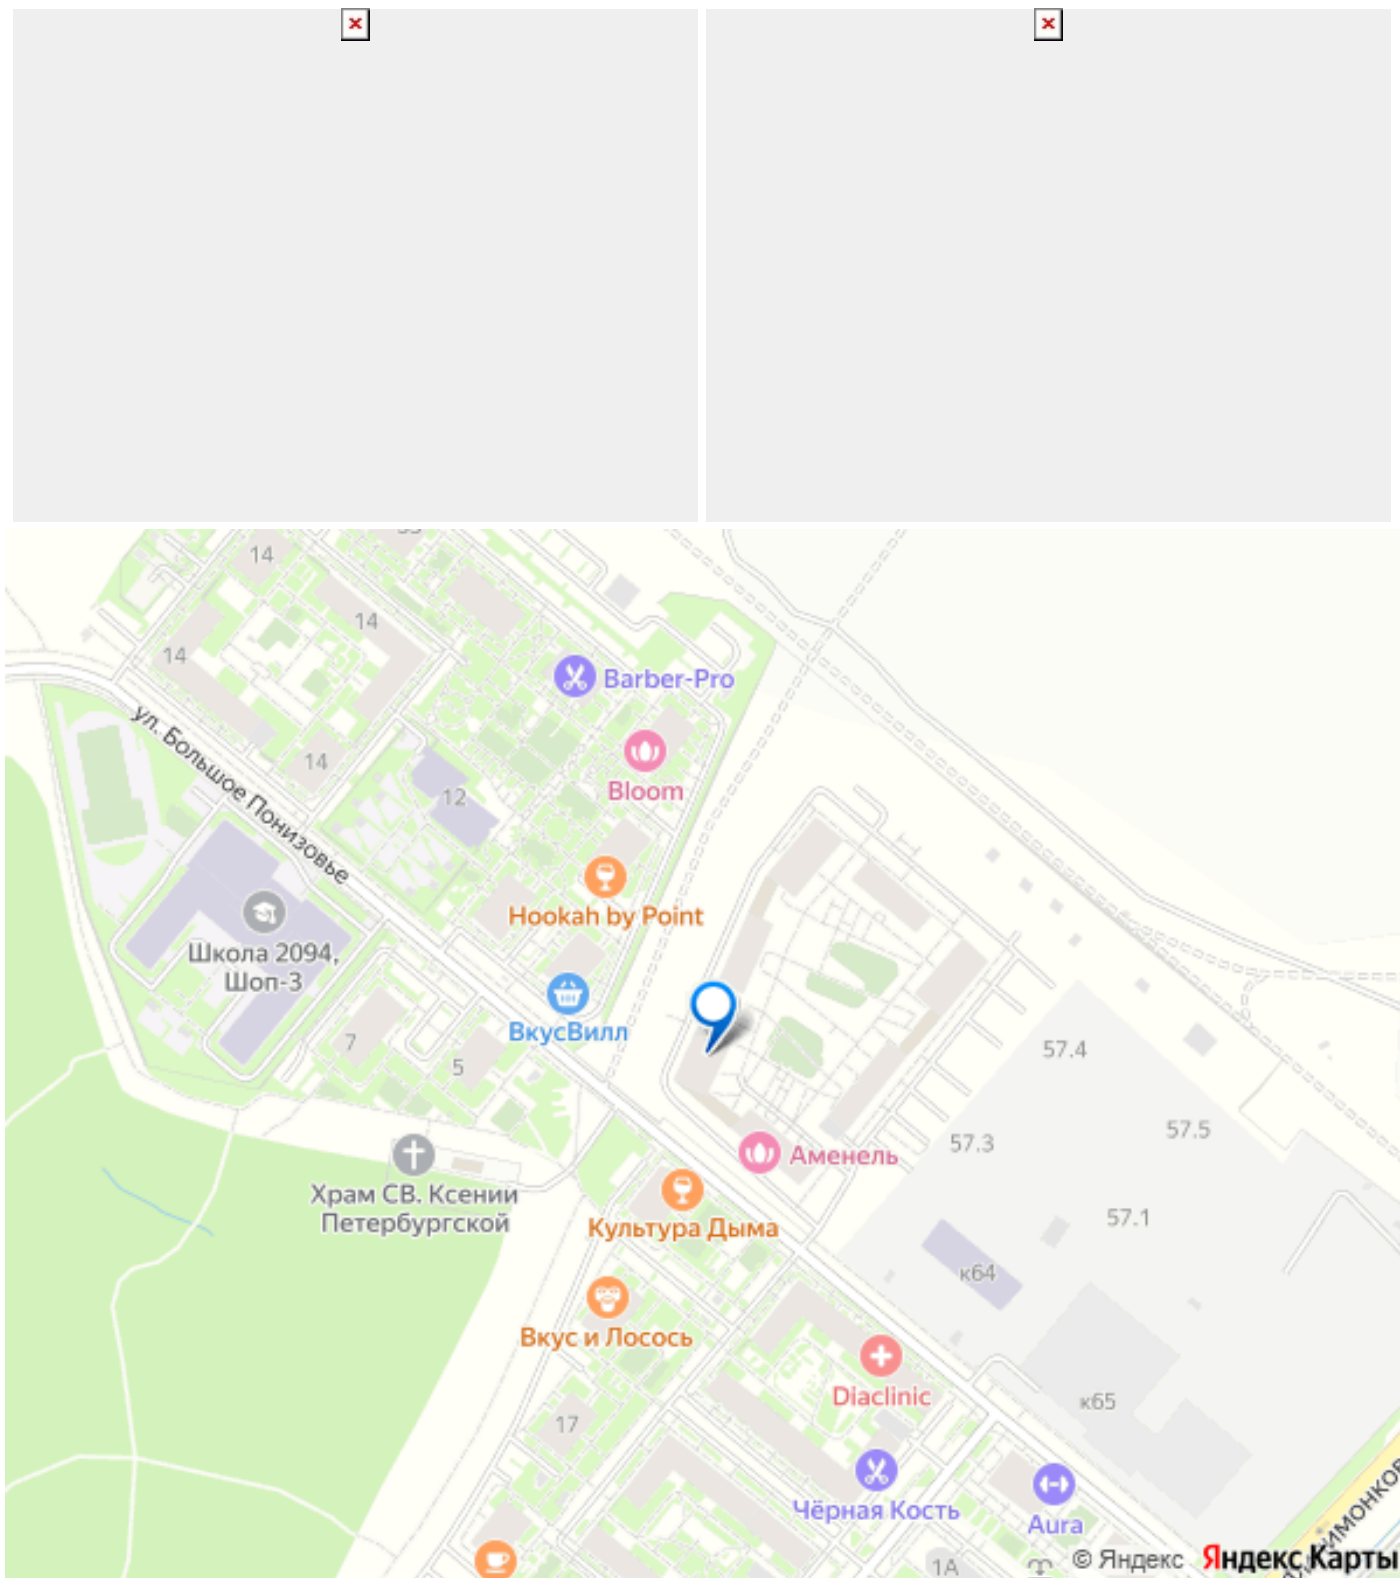 14
14
14
Barber-Pro
ул. Большое Понизовье
Bloom
14
12
Hookah by Point
Школа 2094,
Шоп-3
ВкусВилл
7
5
57.4
57.3
57.5
Аменель
Храм СВ. Ксении
Петербургской
Культура Дыма
57.1
к64
Вкус и Лосось
Diaclinic
к65
17
Чёрная Кость
Aura
1А
© Яндекс Яндекс Карты